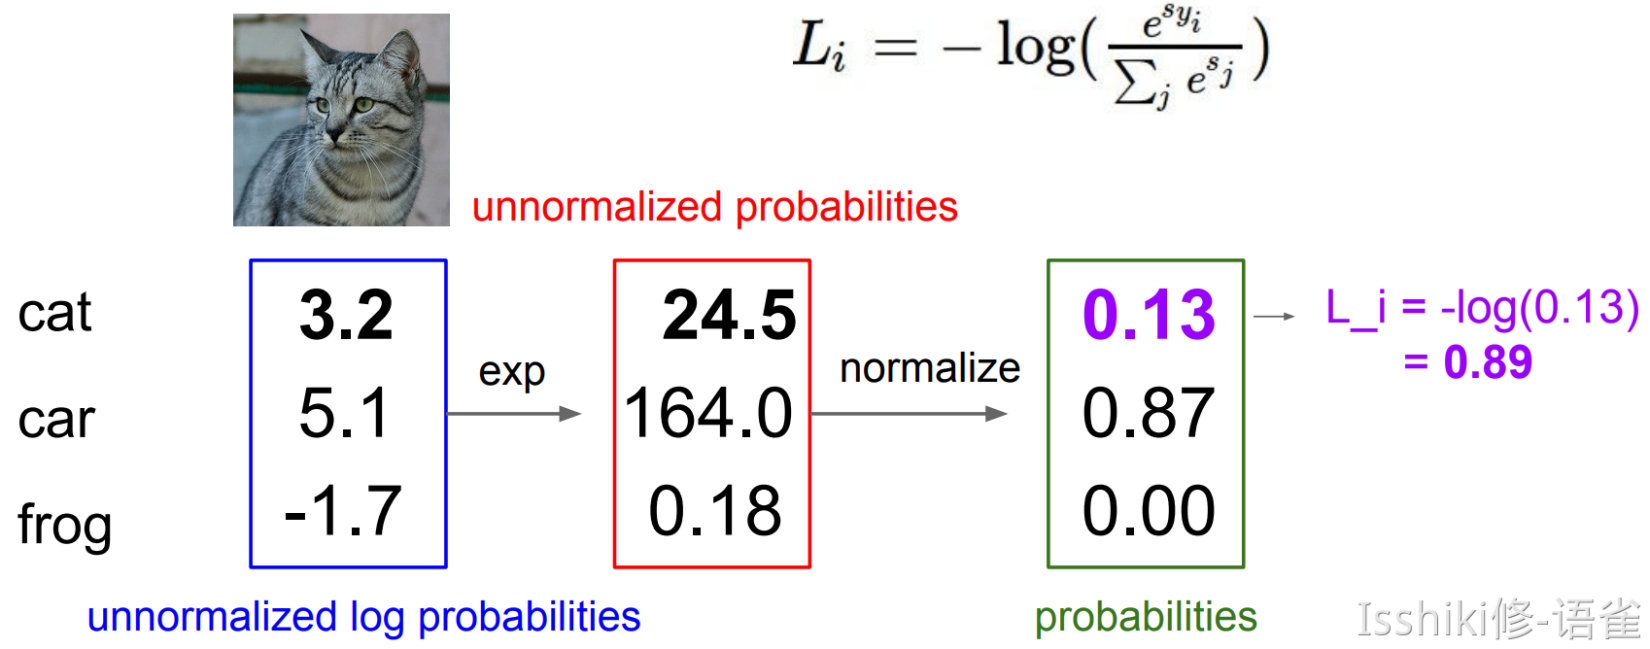 L_i = -log(e^{s_{y_i}} / ∑_j e^{s_j})
unnormalized probabilities
cat 3.2 24.5 0.13 L_i = -log(0.13)
= 0.89
exp normalize
car 5.1 164.0 0.87
frog -1.7 0.18 0.00
unnormalized log probabilities probabilities
Isshiki修-语雀